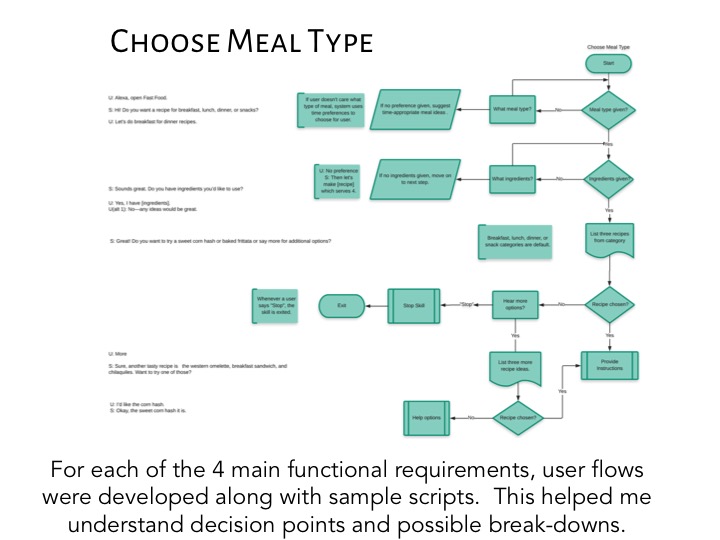 Choose Meal Type
Choose Meal Type
Start
U: Alexa, open Fast Food.
S: Hi! Do you want a recipe for breakfast, lunch, dinner, or snacks?
U: Let's do breakfast for dinner recipes.
If user doesn't care what
type of meal, system uses
time preferences to
choose for user.
If no preference given, suggest
time-appropriate meal ideas
What meal type?
No
Meal type given?
Yes
S: Sounds great. Do you have ingredients you'd like to use?
U: Yes, I have [ingredients].
U(alt 1): No—any ideas would be great.
U: No preference
S: Then let's
make [recipe]
which serves 4.
If no ingredients given, move on
to next step.
What ingredients?
No
Ingredients given?
Yes
S: Great! Do you want to try a sweet corn hash or baked frittata or say more for additional options?
Breakfast, lunch, dinner, or
snack categories are default.
List three recipes
from category
Whenever a user
says "Stop", the
skill is exited.
Exit
Stop Skill
"Stop"
Hear more
options?
No
Recipe chosen?
Yes
Yes
U: More
S: Sure, another tasty recipe is the western omelette, breakfast sandwich, and
chilaquiles. Want to try one of those?
List three more
recipe ideas.
Provide
Instructions
Yes
U: I'd like the corn hash.
S: Okay, the sweet corn hash it is.
Help options
No
Recipe chosen?
For each of the 4 main functional requirements, user flows
were developed along with sample scripts. This helped me
understand decision points and possible break-downs.